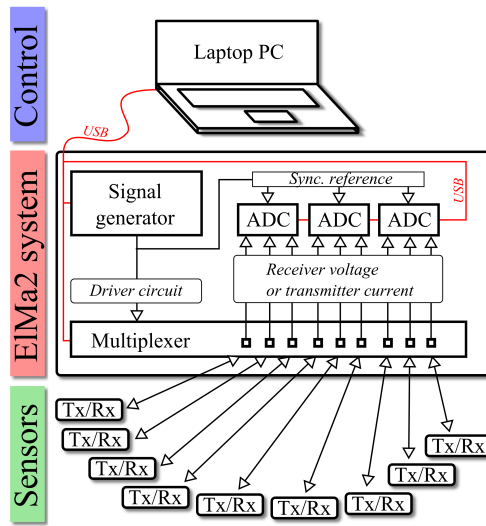 Control
Laptop PC
USB
ElMa2 system
Signal
generator
Sync. reference
USB
ADC
ADC
ADC
Driver circuit
Receiver voltage
or transmitter current
Multiplexer
Sensors
Tx/Rx
Tx/Rx
Tx/Rx
Tx/Rx
Tx/Rx
Tx/Rx
Tx/Rx
Tx/Rx
Tx/Rx